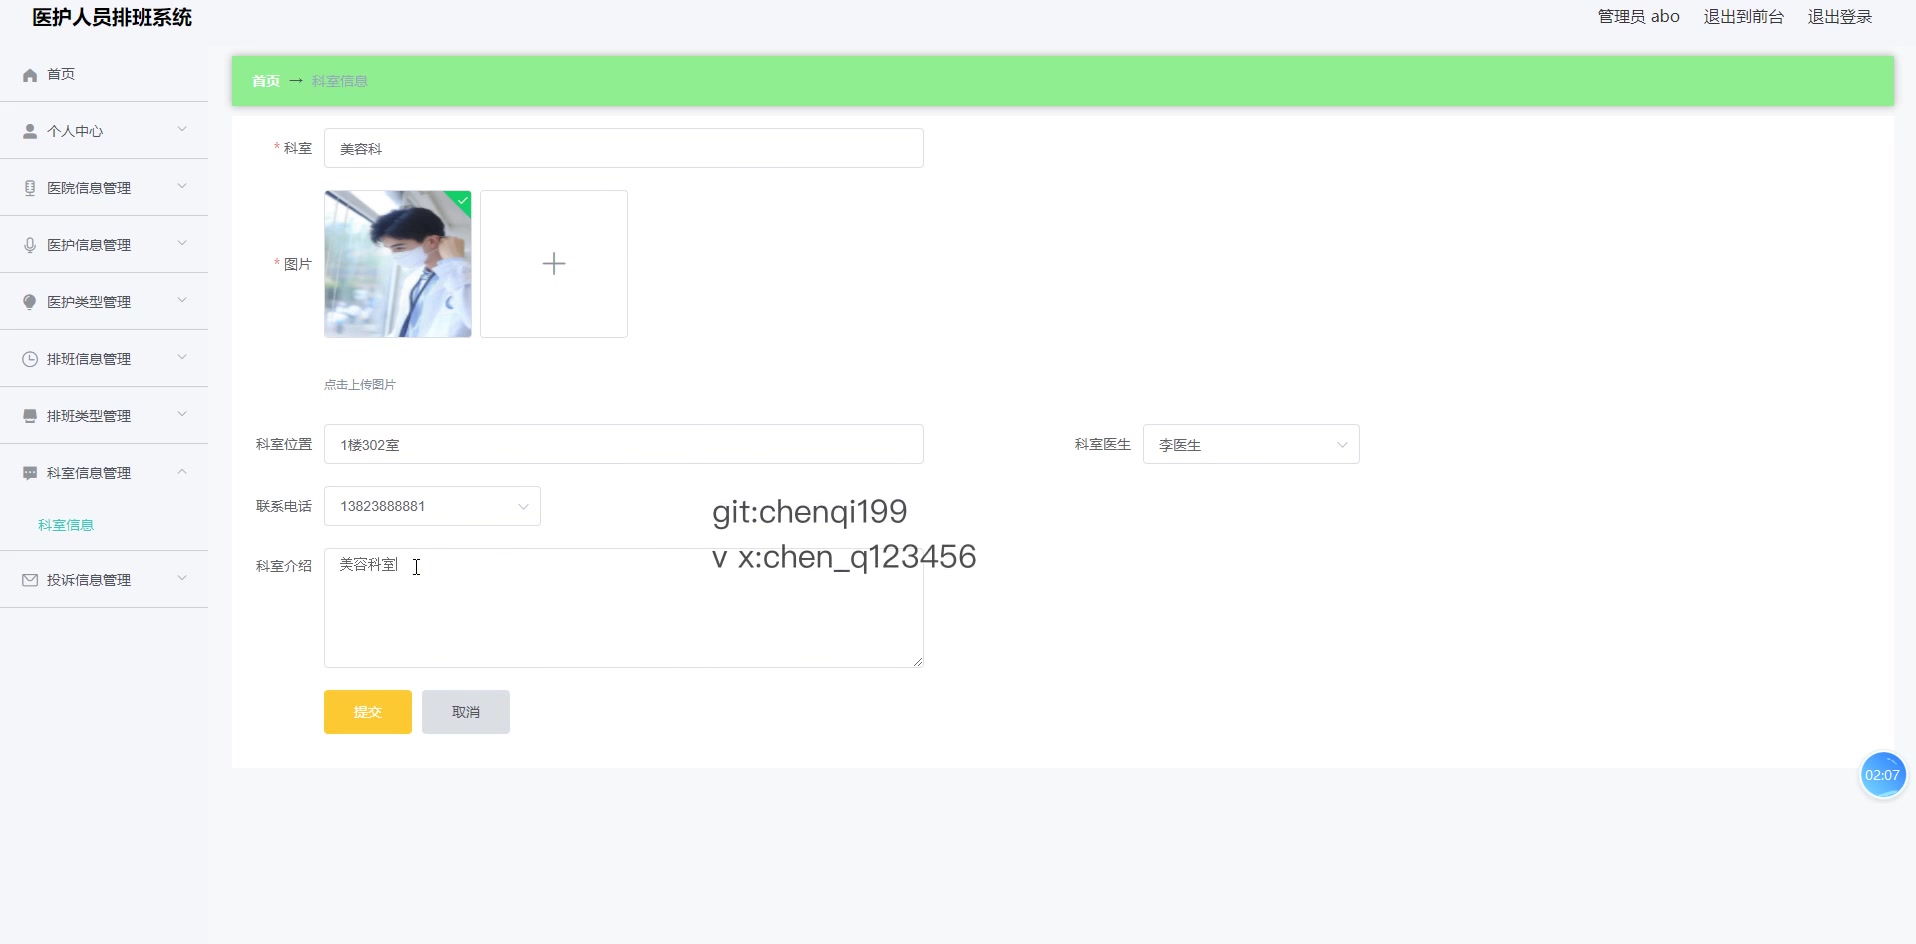 医护人员排班系统
管理员 abo 退出到前台 退出登录
首页
个人中心
医院信息管理
医护信息管理
医护类型管理
排班信息管理
排班类型管理
科室信息管理
科室信息
投诉信息管理
首页 → 科室信息
* 科室 美容科
* 图片
点击上传图片
科室位置 1楼302室 科室医生 李医生
联系电话 13823888881
git:chenqi199
v x:chen_q123456
科室介绍 美容科室
提交 取消
02:07